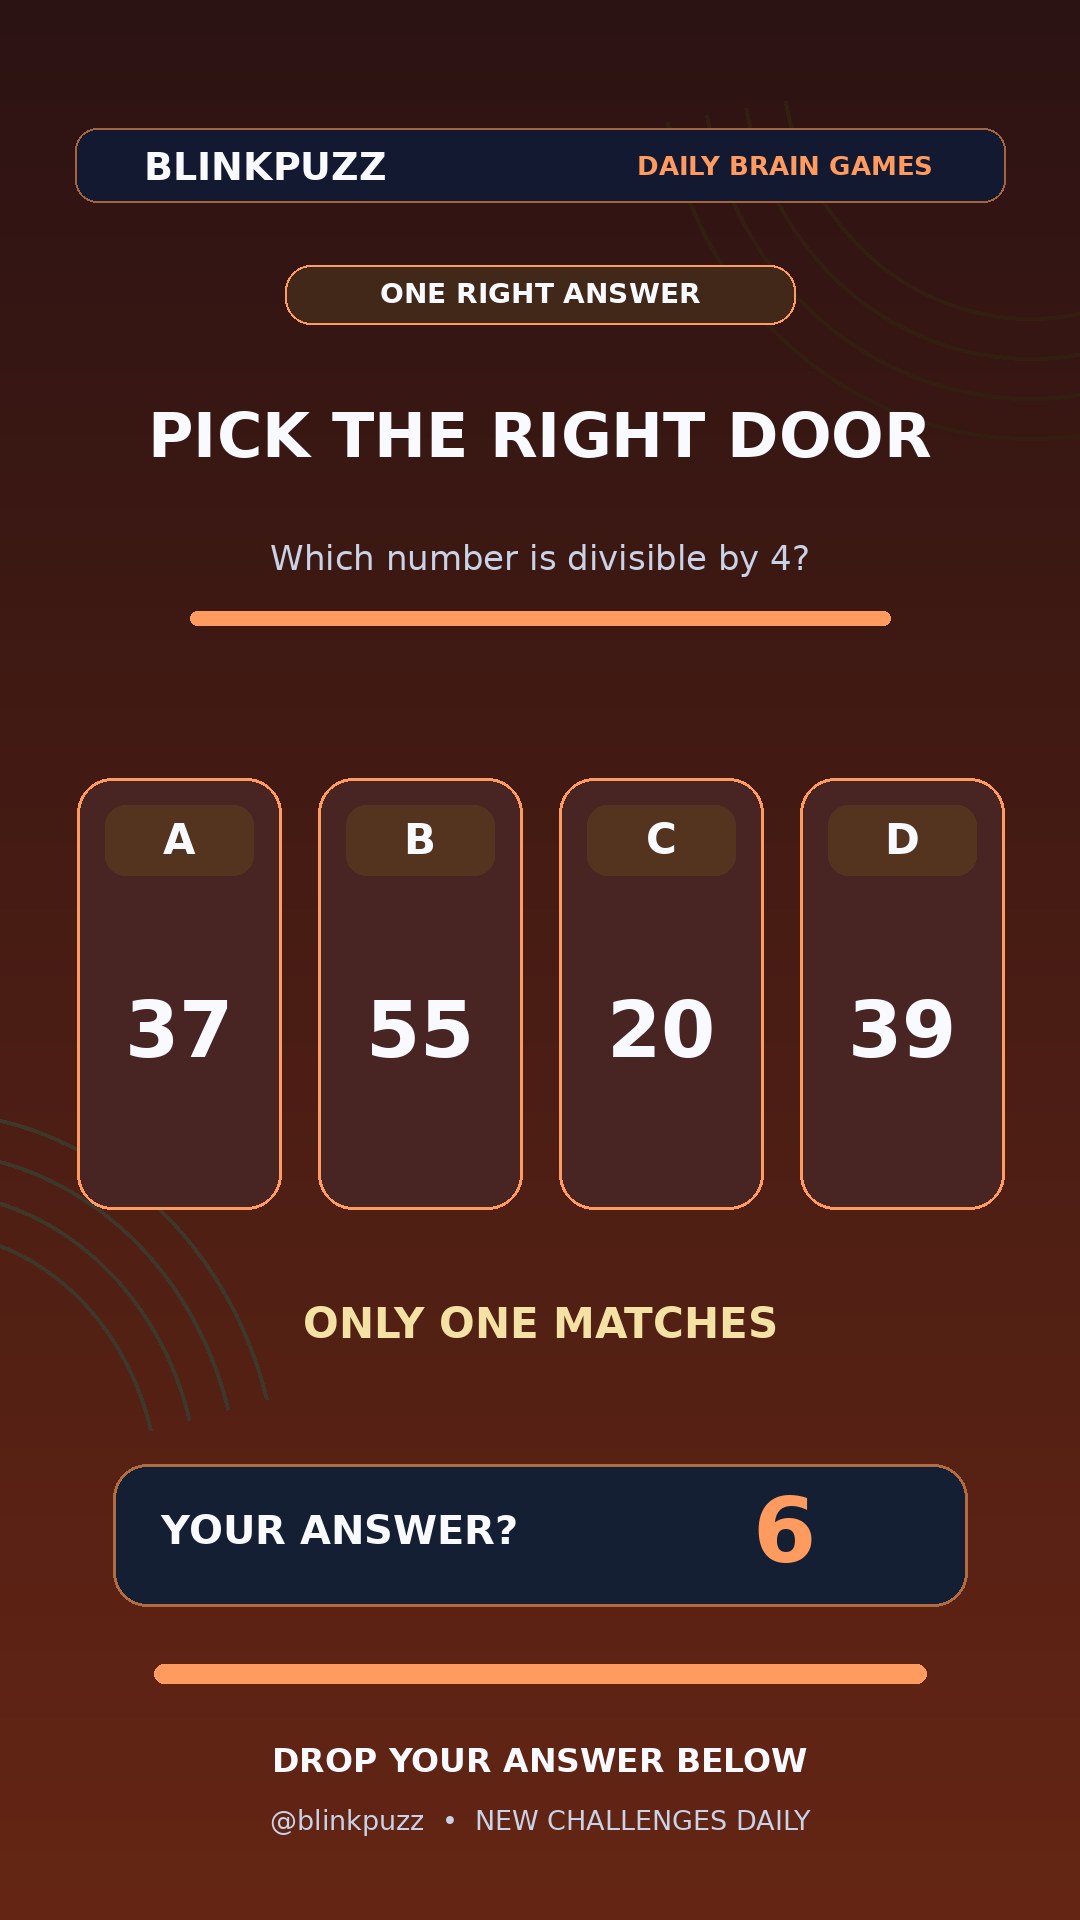 BLINKPUZZ DAILY BRAIN GAMES
ONE RIGHT ANSWER
PICK THE RIGHT DOOR
Which number is divisible by 4?
A B C D
37 55 20 39
ONLY ONE MATCHES
YOUR ANSWER? 6
DROP YOUR ANSWER BELOW
@blinkpuzz • NEW CHALLENGES DAILY